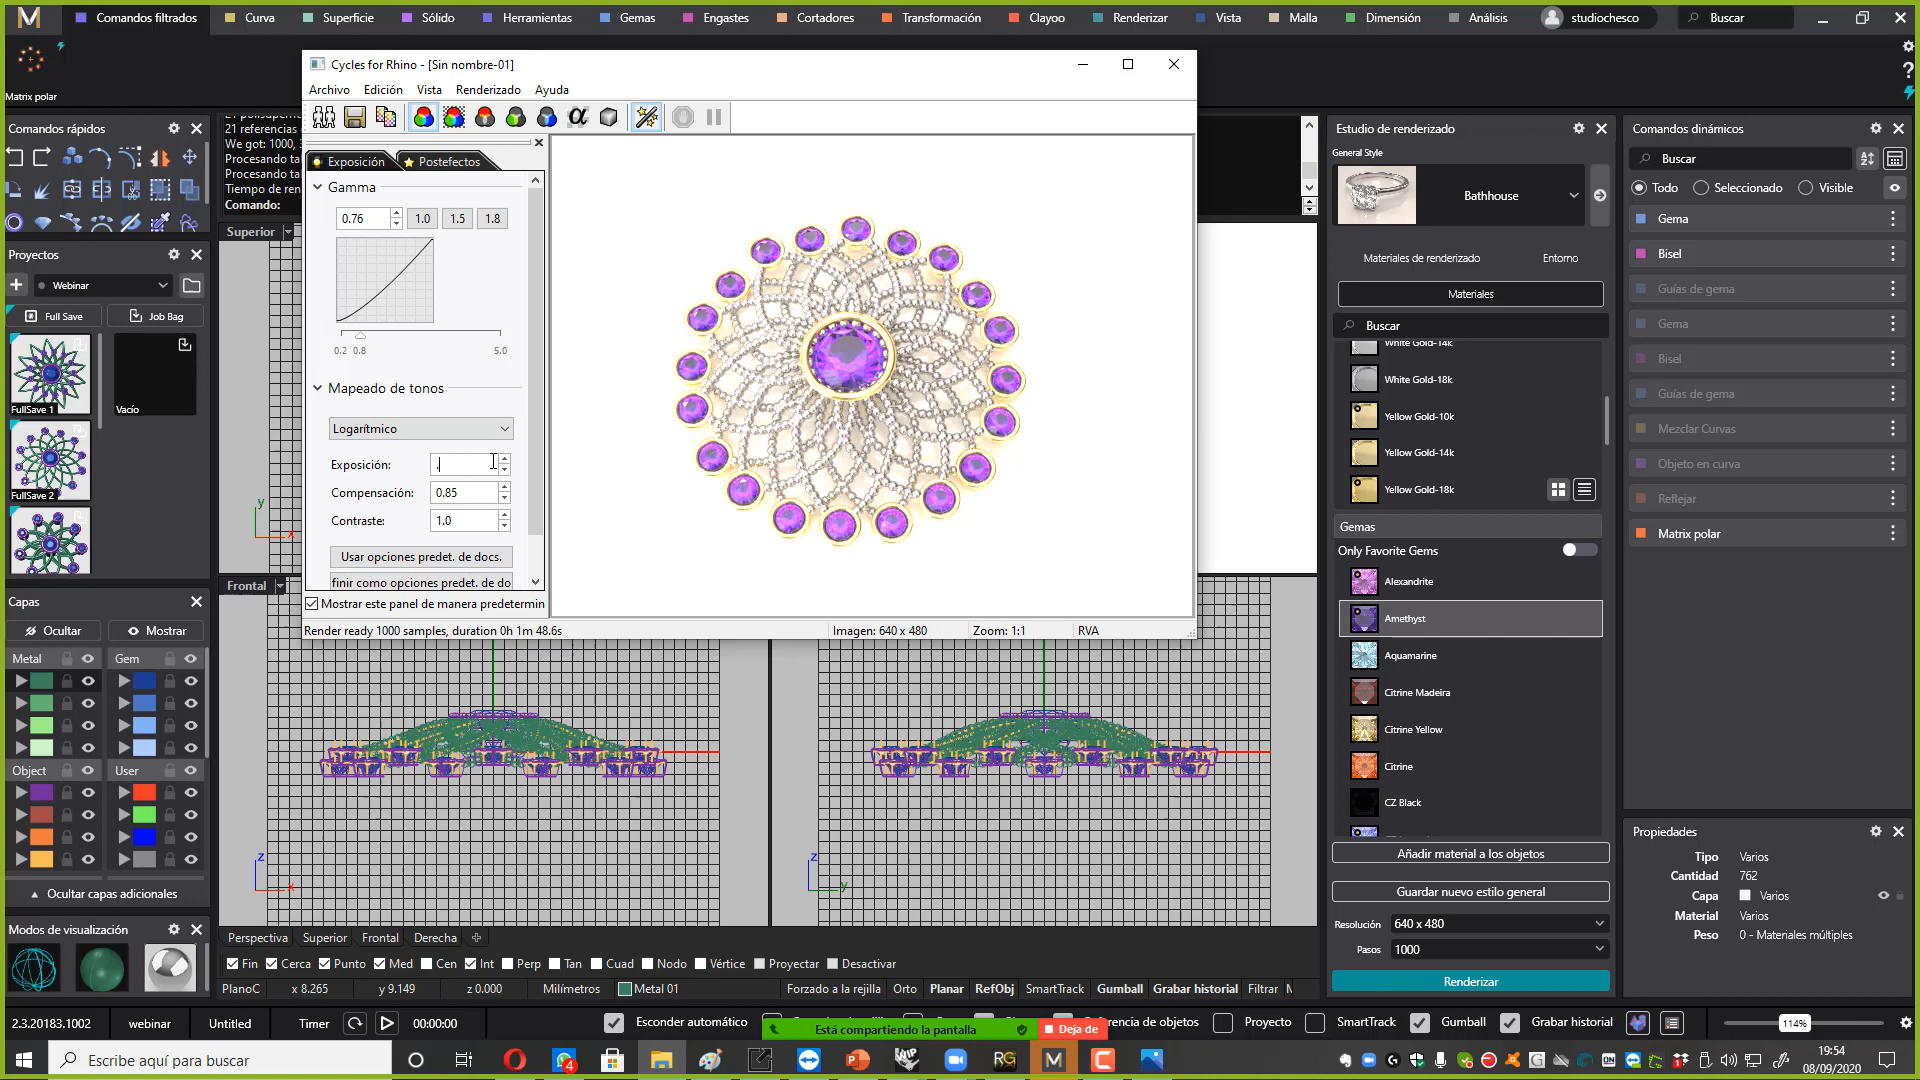 Comandos filtrados
Curva
Superficie
Sólido
Herramientas
Gemas
Engastes
Cortadores
Transformación
Clayoo
Renderizar
Vista
Malla
Dimensión
Análisis
studiochesco
Buscar
Matrix polar
Comandos rápidos
Proyectos
Webinar
Full Save
Job Bag
FullSave 1
Vacío
FullSave 2
Capas
Ocultar
Mostrar
Metal
Gem
Object
User
Ocultar capas adicionales
Modos de visualización
21 referencias
We got: 1000,
Procesando ta
Procesando ta
Tiempo de ren
Comando:
Superior
Frontal
Cycles for Rhino - [Sin nombre-01]
Archivo
Edición
Vista
Renderizado
Ayuda
Exposición
Postefectos
Gamma
0.76
1.0
1.5
1.8
0.2
0.8
5.0
Mapeado de tonos
Logarítmico
Exposición:
.
Compensación:
0.85
Contraste:
1.0
Usar opciones predet. de docs.
finir como opciones predet. de do
Mostrar este panel de manera predetermin
Render ready 1000 samples, duration 0h 1m 48.6s
Imagen: 640 x 480
Zoom: 1:1
RVA
y
x
z
x
z
y
Perspectiva
Superior
Frontal
Derecha
Fin
Cerca
Punto
Med
Cen
Int
Perp
Tan
Cuad
Nodo
Vértice
Proyectar
Desactivar
PlanoC
x 8.265
y 9.149
z 0.000
Milímetros
Metal 01
Forzado a la rejilla
Orto
Planar
RefObj
SmartTrack
Gumball
Grabar historial
Filtrar
Estudio de renderizado
General Style
Bathhouse
Materiales de renderizado
Entorno
Materiales
Buscar
White Gold-14k
White Gold-18k
Yellow Gold-10k
Yellow Gold-14k
Yellow Gold-18k
Gemas
Only Favorite Gems
Alexandrite
Amethyst
Aquamarine
Citrine Madeira
Citrine Yellow
Citrine
CZ Black
Añadir material a los objetos
Guardar nuevo estilo general
Resolución
640 x 480
Pasos
1000
Renderizar
Comandos dinámicos
Buscar
Todo
Seleccionado
Visible
Gema
Bisel
Guías de gema
Gema
Bisel
Guías de gema
Mezclar Curvas
Objeto en curva
Reflejar
Matrix polar
Propiedades
Tipo
Varios
Cantidad
762
Capa
Varios
Material
Varios
Peso
0 - Materiales múltiples
2.3.20183.1002
webinar
Untitled
Timer
00:00:00
Esconder automático
Está compartiendo la pantalla
Deja de
erencia de objetos
Proyecto
SmartTrack
Gumball
Grabar historial
114%
Escribe aquí para buscar
19:54
08/09/2020